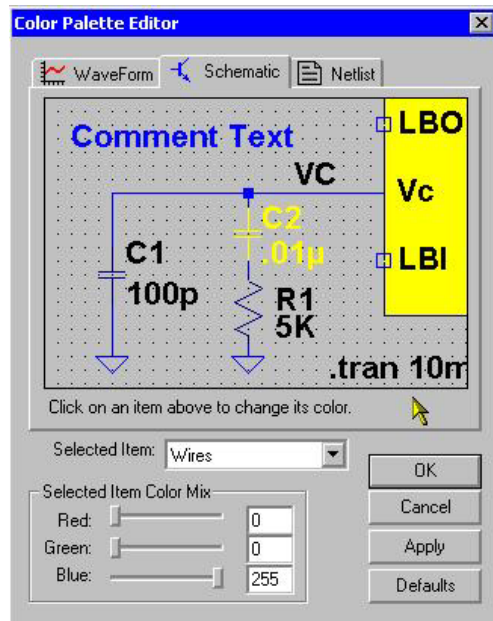 Color Palette Editor
WaveForm Schematic Netlist
Comment Text
LBO
VC
Vc
C2
.01µ
LBI
C1
100p
R1
5K
.tran 10m
Click on an item above to change its color.
Selected Item: Wires
OK
Selected Item Color Mix
Cancel
Red: 0
Green: 0
Apply
Blue: 255
Defaults